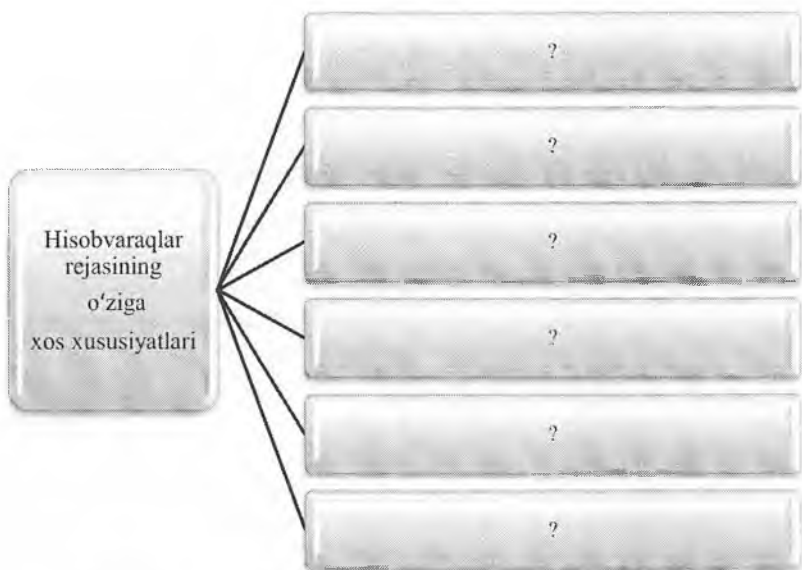 Hisobvaraqlar
rejasining
o‘ziga
xos xususiyatlari
?
?
?
?
?
?